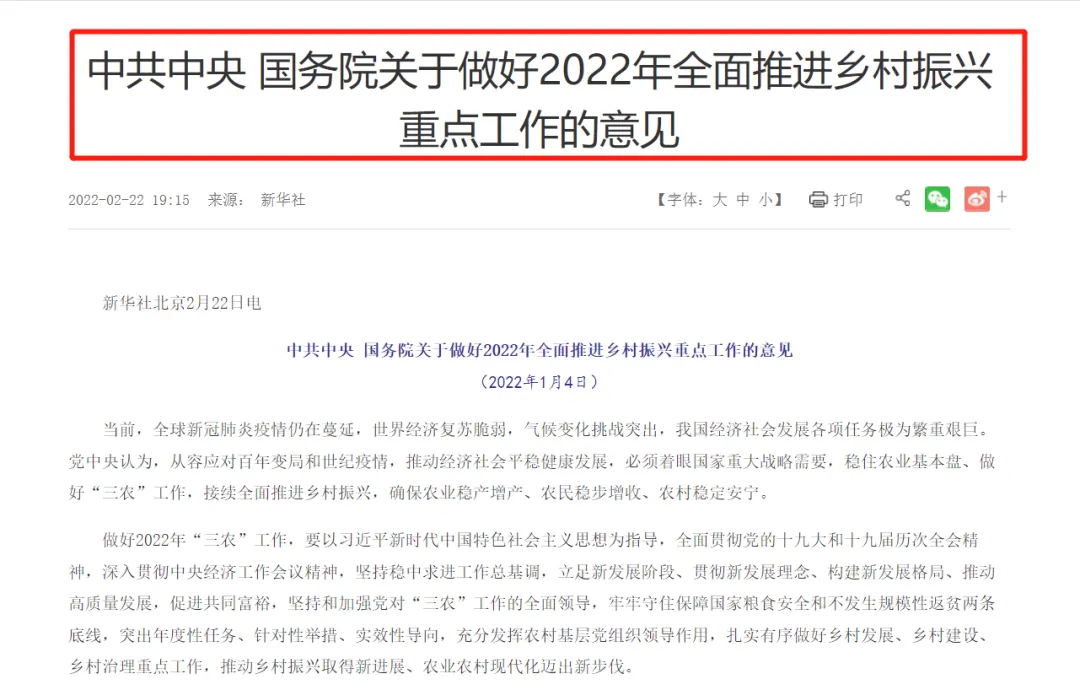 中共中央 国务院关于做好2022年全面推进乡村振兴
重点工作的意见
2022-02-22 19:15 来源： 新华社 【字体：大 中 小】 打印 +
新华社北京2月22日电
中共中央 国务院关于做好2022年全面推进乡村振兴重点工作的意见
（2022年1月4日）
当前，全球新冠肺炎疫情仍在蔓延，世界经济复苏脆弱，气候变化挑战突出，我国经济社会发展各项任务极为繁重艰巨。
党中央认为，从容应对百年变局和世纪疫情，推动经济社会平稳健康发展，必须着眼国家重大战略需要，稳住农业基本盘、做
好“三农”工作，接续全面推进乡村振兴，确保农业稳产增产、农民稳步增收、农村稳定安宁。
做好2022年“三农”工作，要以习近平新时代中国特色社会主义思想为指导，全面贯彻党的十九大和十九届历次全会精
神，深入贯彻中央经济工作会议精神，坚持稳中求进工作总基调，立足新发展阶段、贯彻新发展理念、构建新发展格局、推动
高质量发展，促进共同富裕，坚持和加强党对“三农”工作的全面领导，牢牢守住保障国家粮食安全和不发生规模性返贫两条
底线，突出年度性任务、针对性举措、实效性导向，充分发挥农村基层党组织领导作用，扎实有序做好乡村发展、乡村建设、
乡村治理重点工作，推动乡村振兴取得新进展、农业农村现代化迈出新步伐。